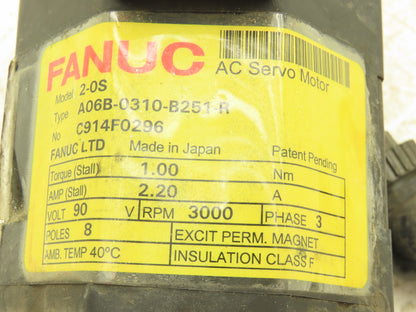 FANUC AC Servo Motor
Model 2-0S
Type A06B-0310-B251-R
No C914F0296
FANUC LTD Made in Japan Patent Pending
Torque (Stall) 1.00 Nm
AMP (Stall) 2.20 A
VOLT 90 V RPM 3000 PHASE 3
POLES 8 EXCIT PERM. MAGNET
AMB. TEMP 40°C INSULATION CLASS F